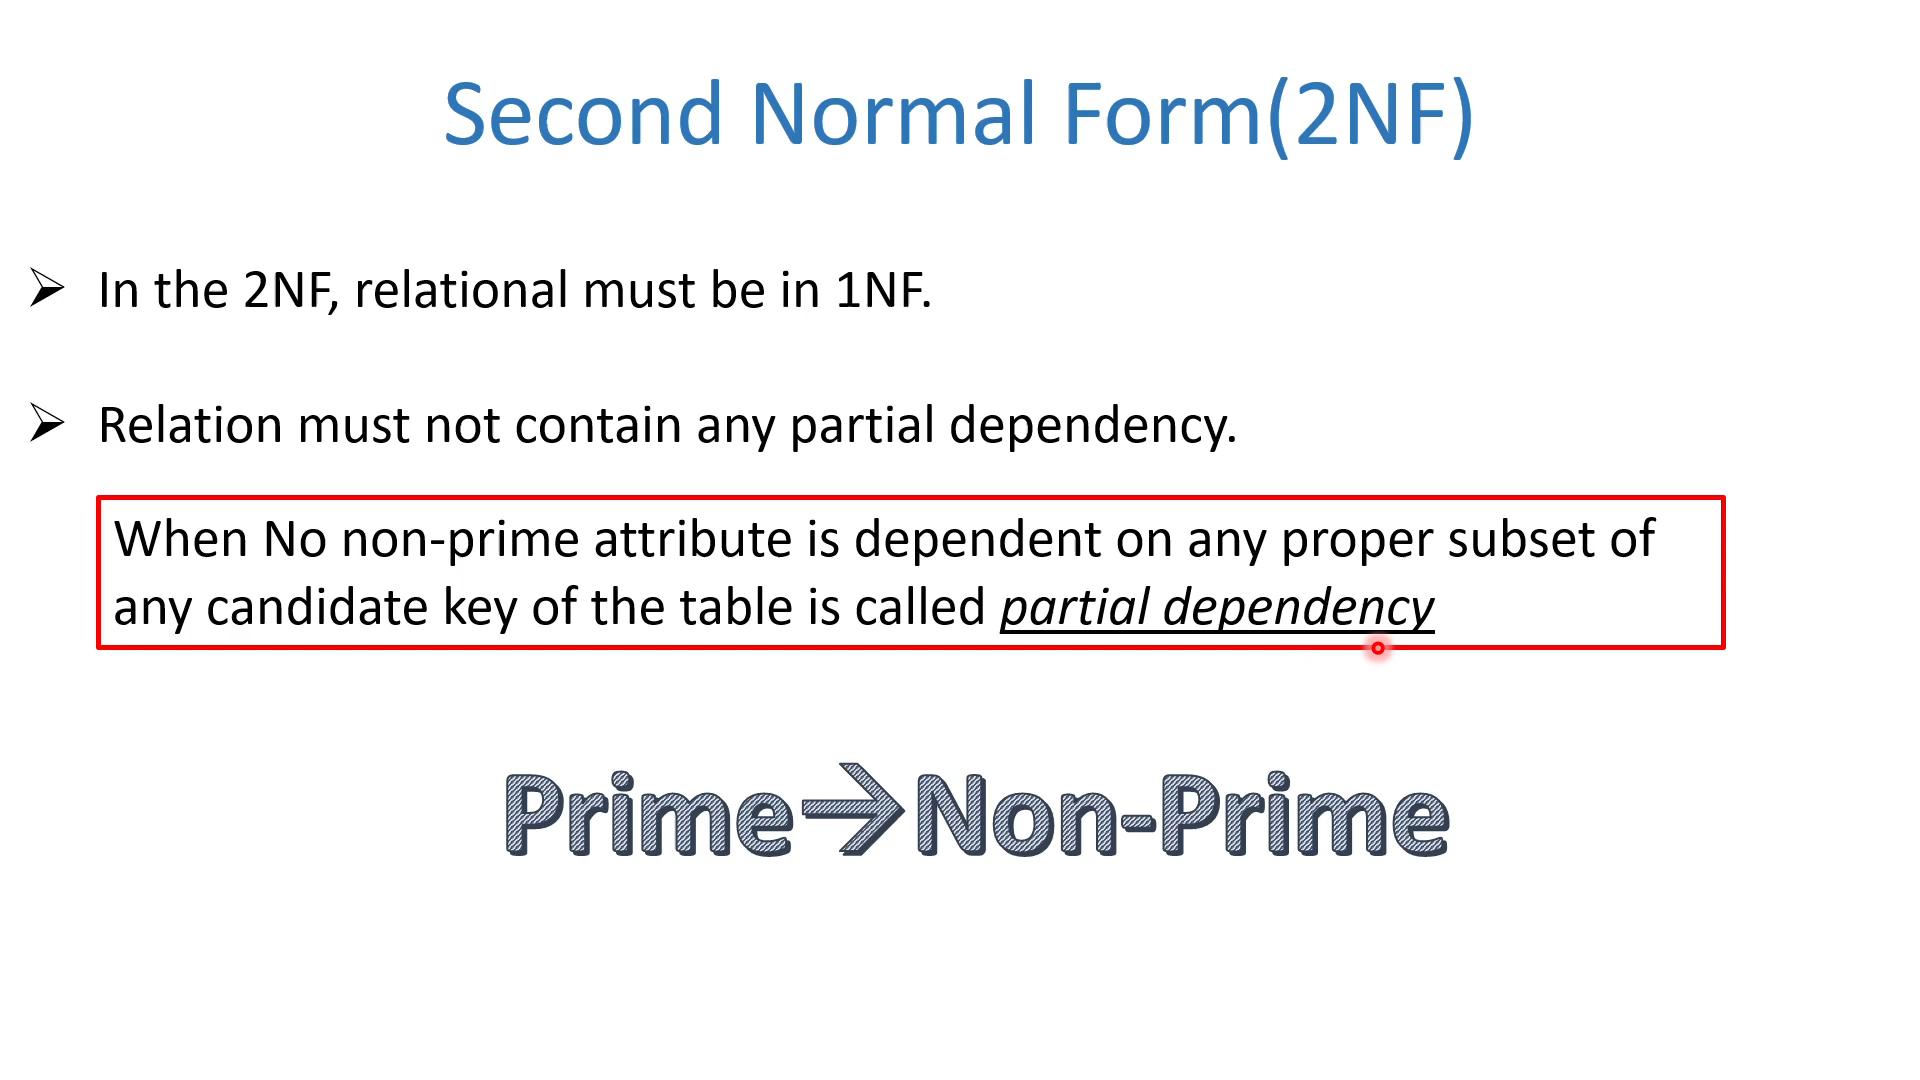 Second Normal Form(2NF)
➢ In the 2NF, relational must be in 1NF.
➢ Relation must not contain any partial dependency.
When No non-prime attribute is dependent on any proper subset of
any candidate key of the table is called partial dependency
Prime→Non-Prime